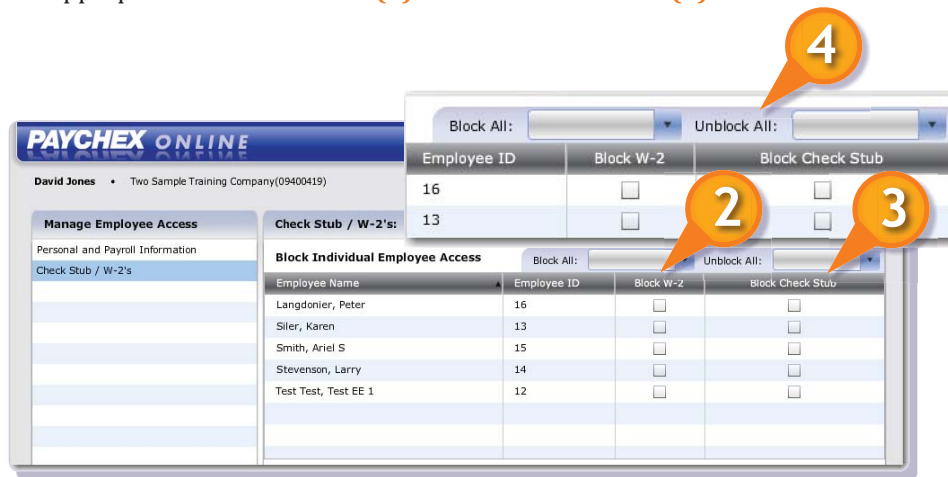 4
Block All: Unblock All:
Employee ID Block W-2 Block Check Stub
16
13
2
3
PAYCHEX ONLINE
David Jones • Two Sample Training Company(09400419)
Manage Employee Access
Personal and Payroll Information
Check Stub / W-2's
Check Stub / W-2's:
Block Individual Employee Access Block All: Unblock All:
Employee Name Employee ID Block W-2 Block Check Stub
Langdonier, Peter 16
Siler, Karen 13
Smith, Ariel S 15
Stevenson, Larry 14
Test Test, Test EE 1 12